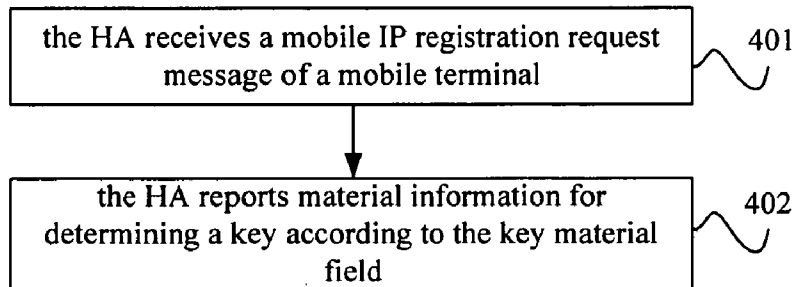 the HA receives a mobile IP registration request
message of a mobile terminal
401
the HA reports material information for
determining a key according to the key material
field
402